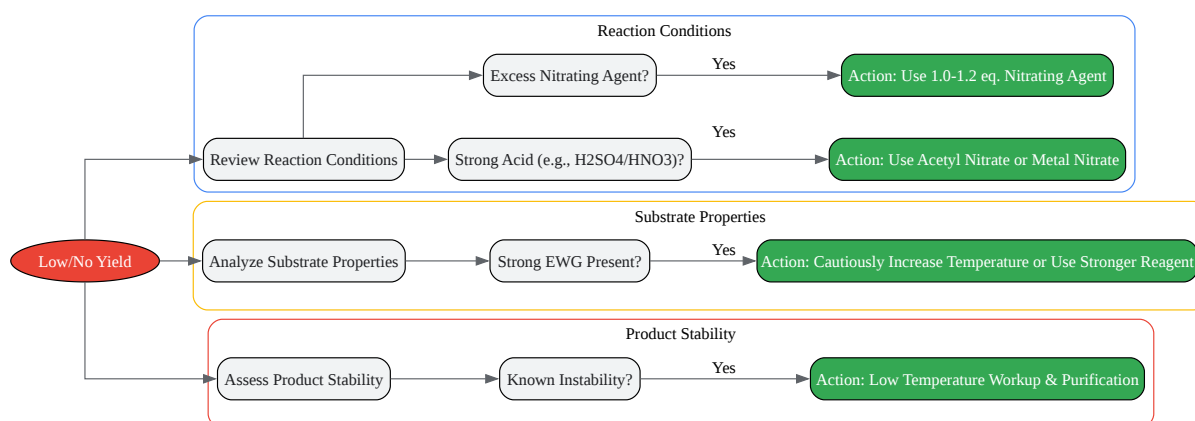 Reaction Conditions
Excess Nitrating Agent?
Yes
Action: Use 1.0-1.2 eq. Nitrating Agent
Review Reaction Conditions
Strong Acid (e.g., H2SO4/HNO3)?
Yes
Action: Use Acetyl Nitrate or Metal Nitrate
Substrate Properties
Low/No Yield
Analyze Substrate Properties
Strong EWG Present?
Yes
Action: Cautiously Increase Temperature or Use Stronger Reagent
Product Stability
Assess Product Stability
Known Instability?
Yes
Action: Low Temperature Workup & Purification